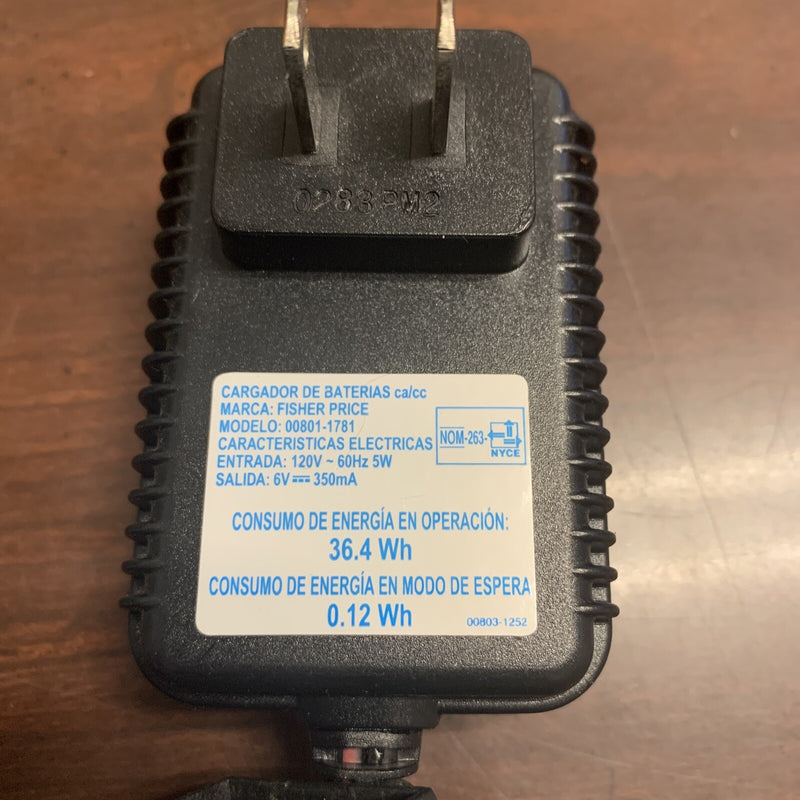 0283PM2
CARGADOR DE BATERIAS ca/cc
MARCA: FISHER PRICE
MODELO: 00801-1781
CARACTERISTICAS ELECTRICAS
ENTRADA: 120V ~ 60Hz 5W
SALIDA: 6V⎓350mA
NOM-263-
NYCE
CONSUMO DE ENERGÍA EN OPERACIÓN:
36.4 Wh
CONSUMO DE ENERGÍA EN MODO DE ESPERA
0.12 Wh
00803-1252